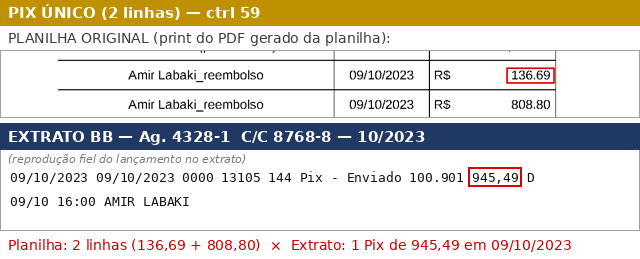 PIX ÚNICO (2 linhas) — ctrl 59
PLANILHA ORIGINAL (print do PDF gerado da planilha):
Amir Labaki_reembolso 09/10/2023 R$ 136.69
Amir Labaki_reembolso 09/10/2023 R$ 808.80
EXTRATO BB — Ag. 4328-1 C/C 8768-8 — 10/2023
(reprodução fiel do lançamento no extrato)
09/10/2023 09/10/2023 0000 13105 144 Pix - Enviado 100.901 945,49 D
09/10 16:00 AMIR LABAKI
Planilha: 2 linhas (136,69 + 808,80) × Extrato: 1 Pix de 945,49 em 09/10/2023